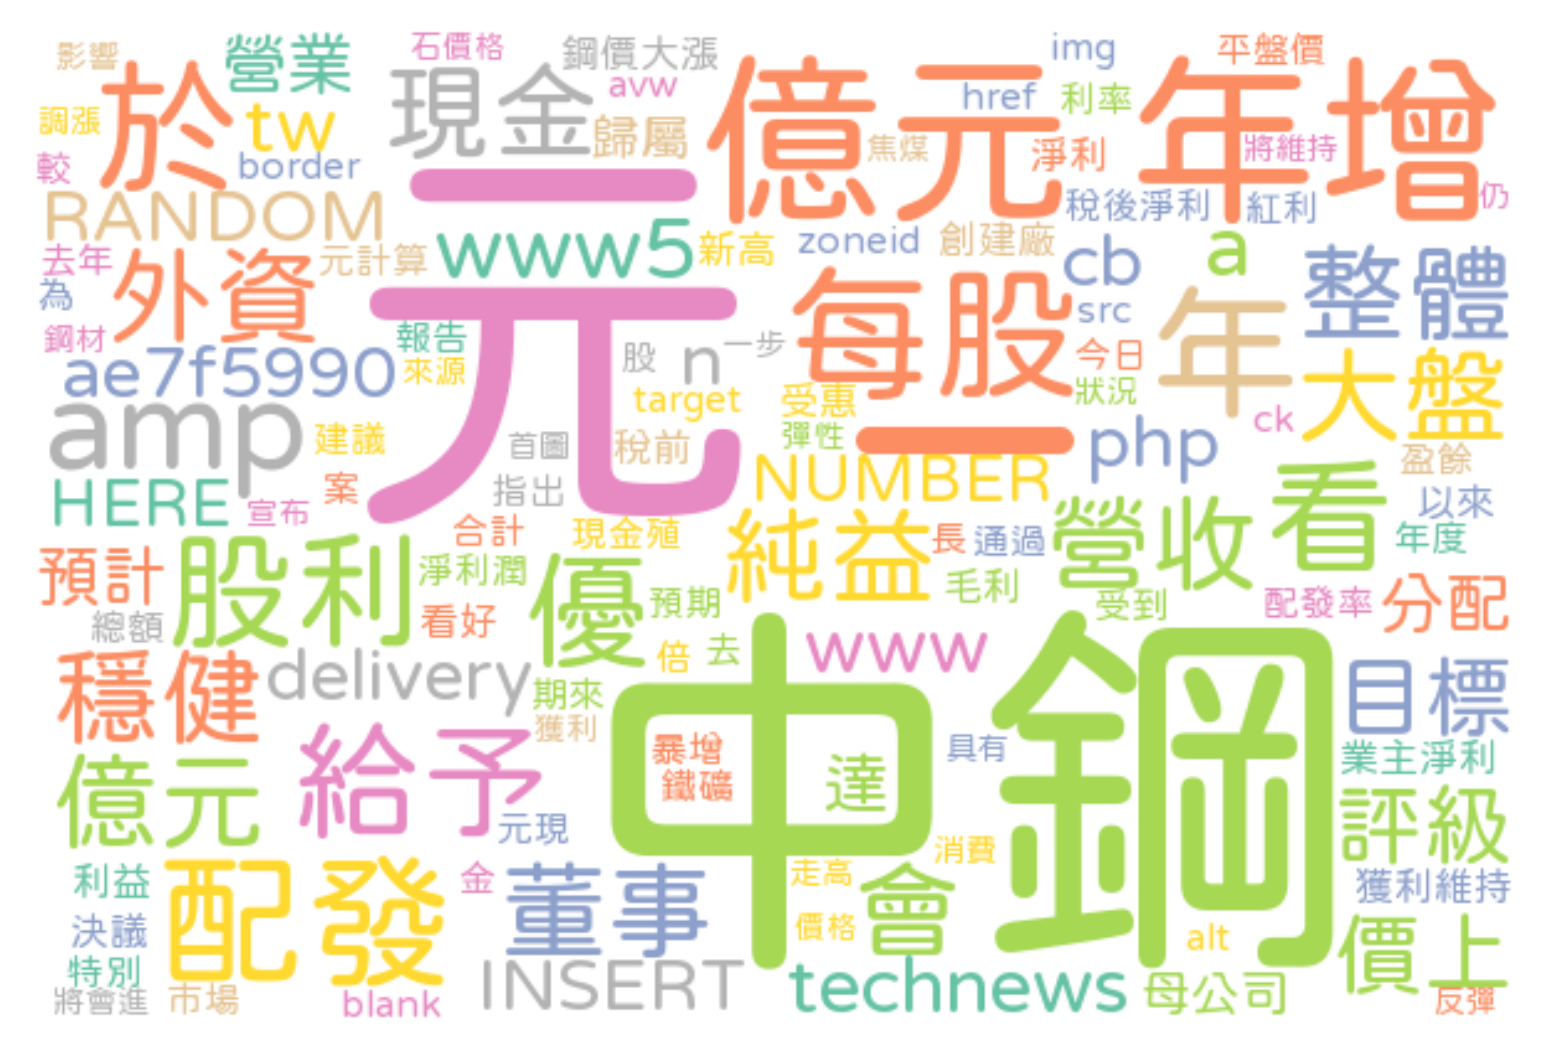 影響
營業
石價格
鋼價大漲
img
平盤價
於
現金
avw
億元
年增
調張
tw
歸屬
href
利率
焦煤
淨利
將維持
較
border
一
RANDOM
稅後淨利
紅利
仍
www5
新高
zoneid
創建廠
cb
a
整體
去年
外資
元計算
為
元
每股
src
年
鋼材
報告
股
n
一步
今日
大盤
ae7f5990
來源
target
受惠
狀況
ck
amp
建議
首圖
稅前
彈性
一
php
盈餘
HERE
宣布
案
指出
NUMBER
看
以來
合計
現金殖
純益
長
通過
營收
年度
預計
股利
淨利潤
優
預期
毛利
受到
配發率
分配
總額
看好
倍
去
www
穩健
delivery
期來
中鋼
目標
給予
獲利
暴增
鐵礦
達
具有
業主淨利
億元
元現
評級
消費
利益
配發
金
董事
走高
會
獲利維持
決議
價格
alt
價上
特別
INSERT
technews
母公司
將會進
市場
blank
反彈